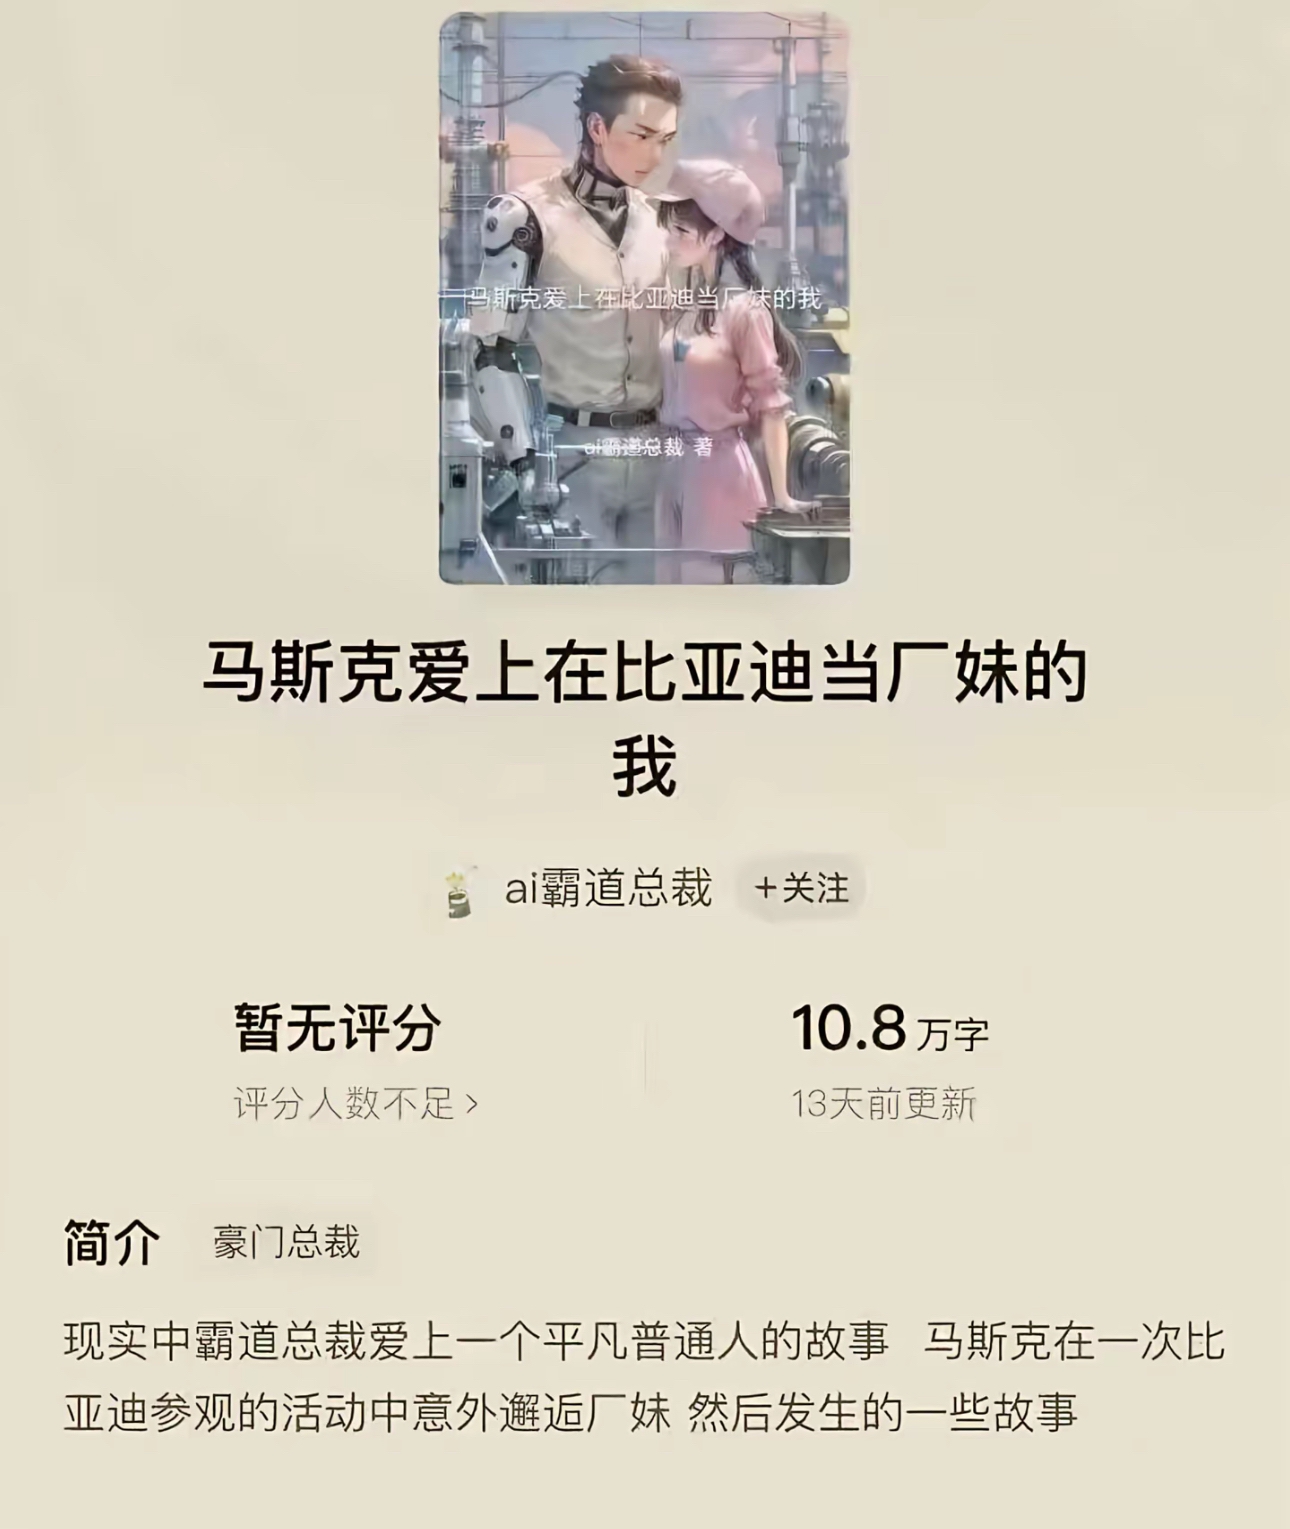 马斯克爱上在比亚迪当厂妹的我
ai霸道总裁 著
马斯克爱上在比亚迪当厂妹的
我
ai霸道总裁 +关注
暂无评分 10.8万字
评分人数不足> 13天前更新
简介 豪门总裁
现实中霸道总裁爱上一个平凡普通人的故事 马斯克在一次比
亚迪参观的活动中意外邂逅厂妹 然后发生的一些故事